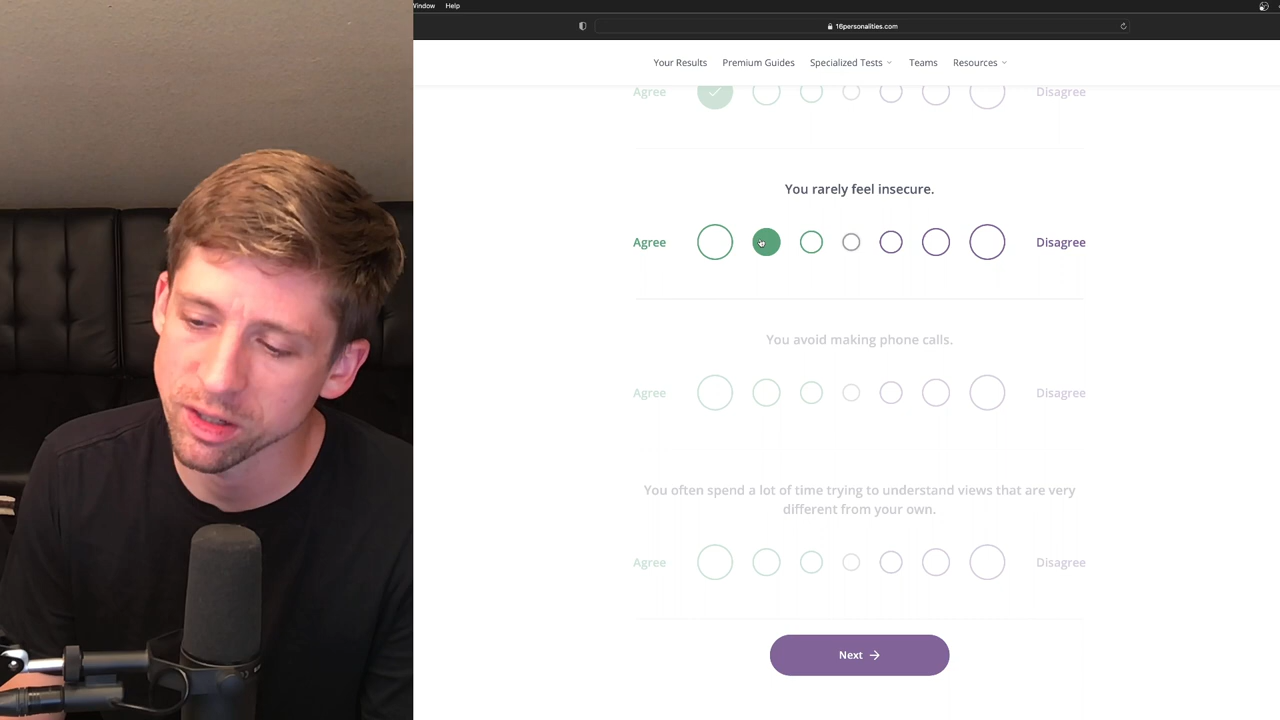 Window Help
16personalities.com
Your Results Premium Guides Specialized Tests Teams Resources
Agree Disagree
You rarely feel insecure.
Agree Disagree
You avoid making phone calls.
Agree Disagree
You often spend a lot of time trying to understand views that are very
different from your own.
Agree Disagree
Next